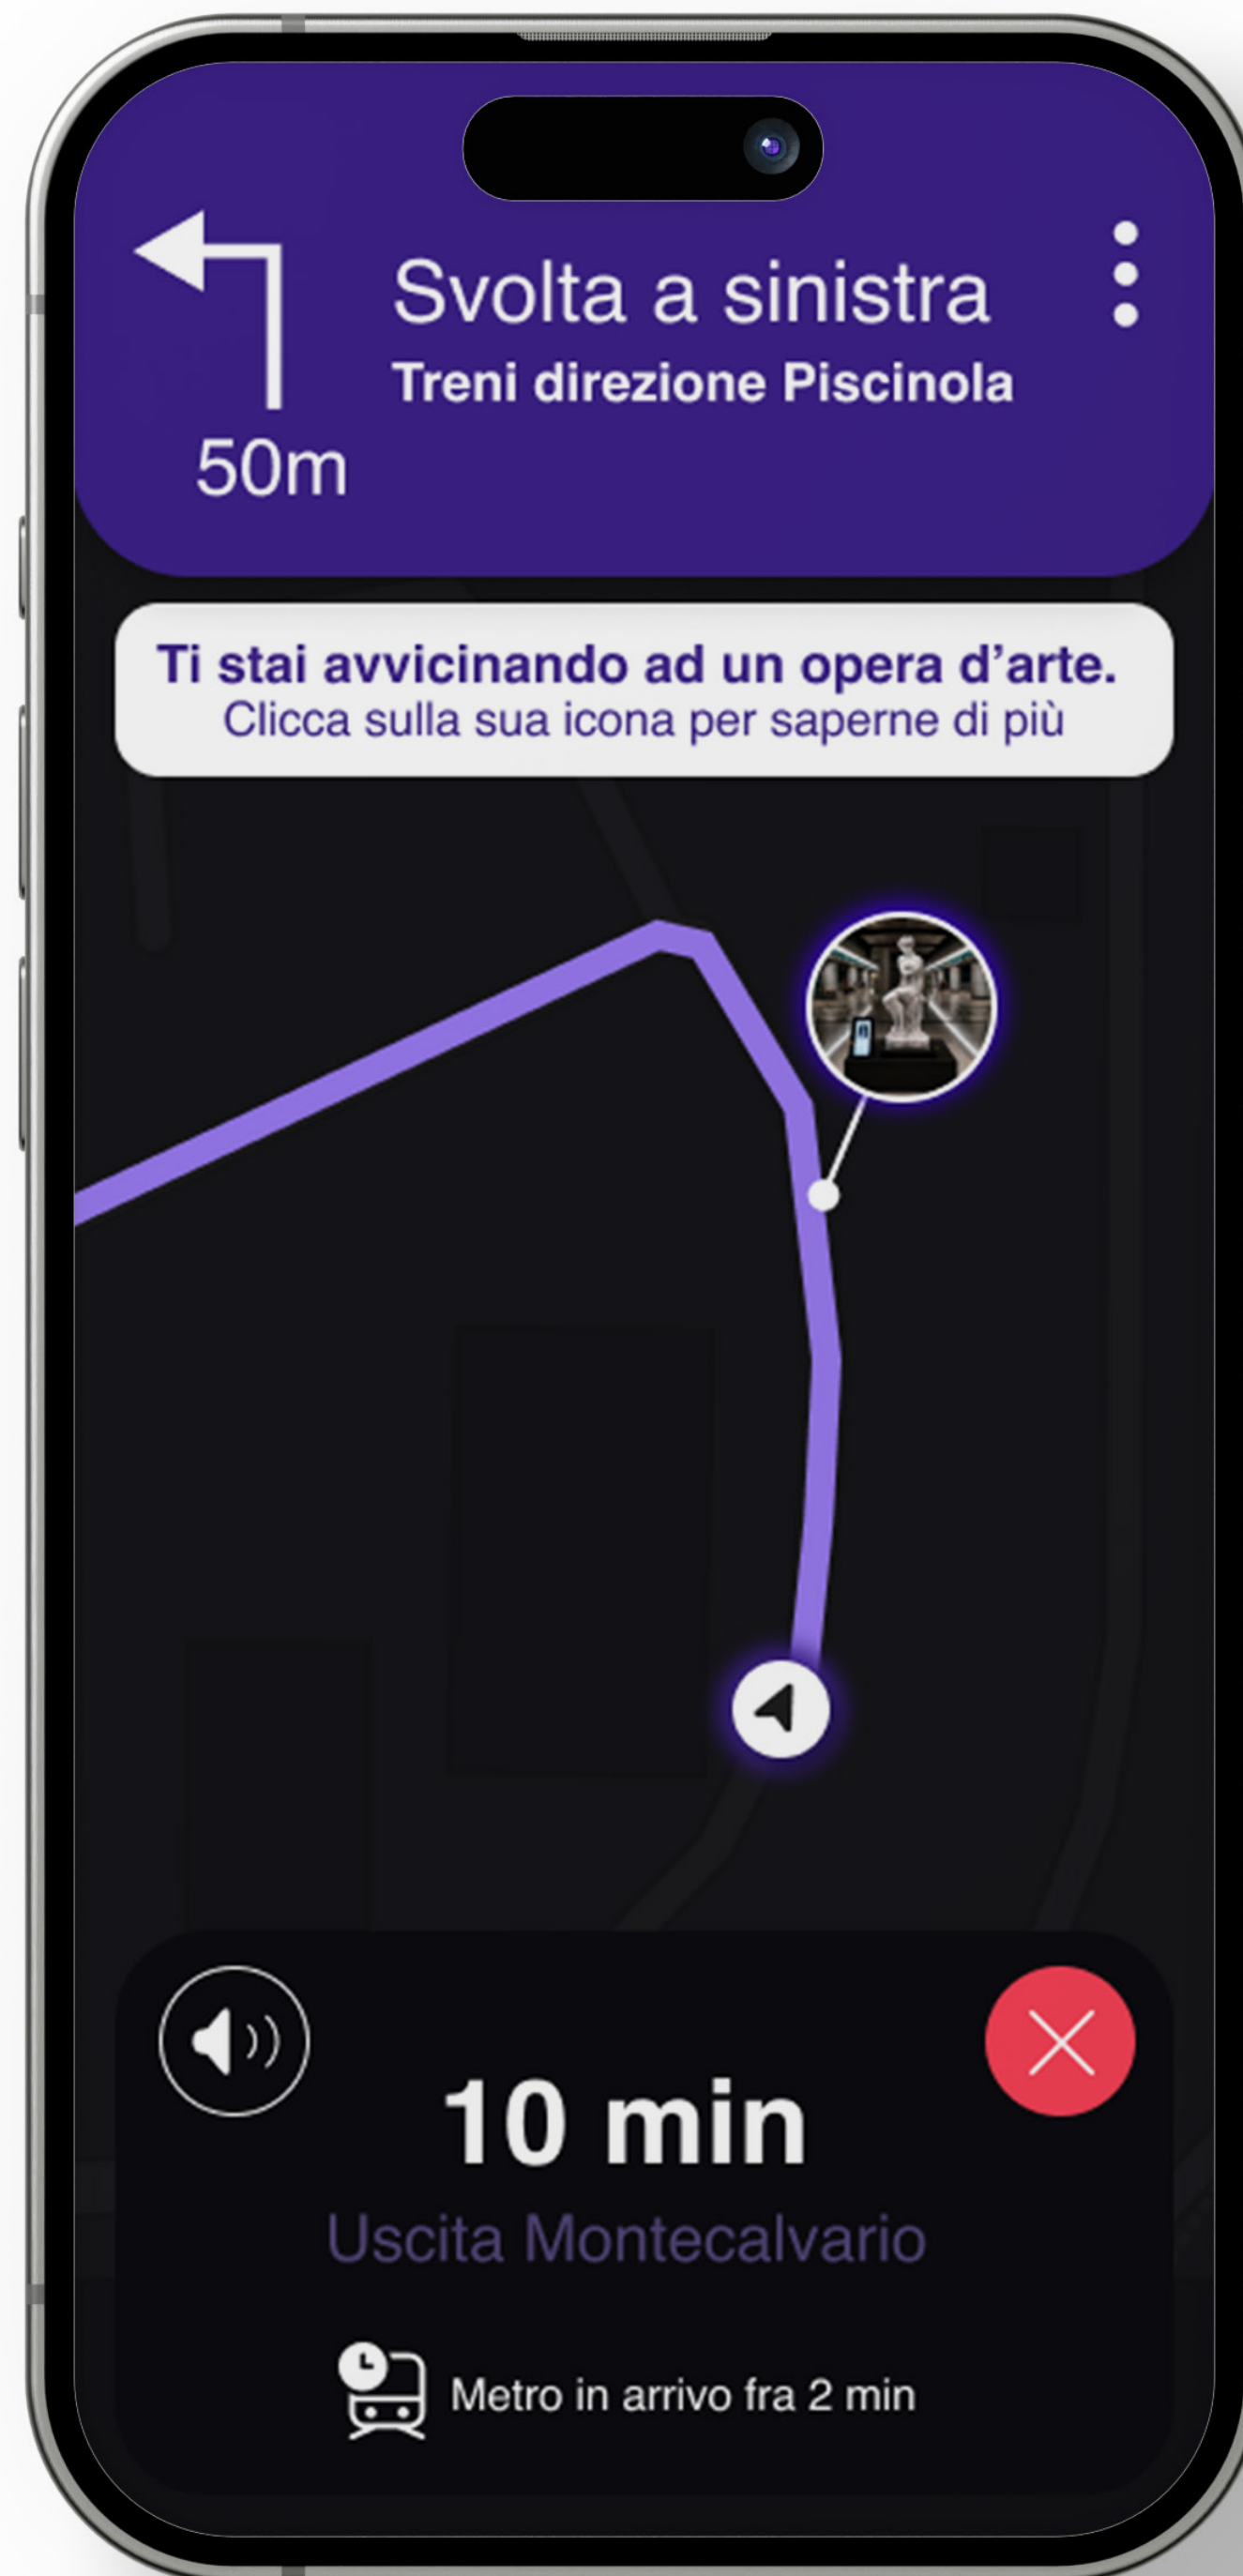 Svolta a sinistra
Treni direzione Piscinola
50m
Ti stai avvicinando ad un opera d’arte.
Clicca sulla sua icona per saperne di più
10 min
Uscita Montecalvario
Metro in arrivo fra 2 min